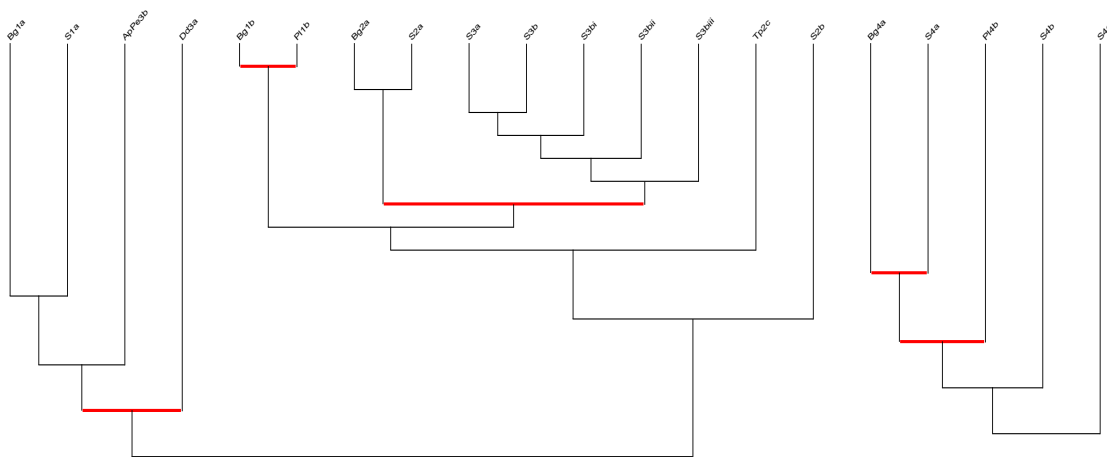 Bg1a
S1a
ApPe3b
Dd3a
Bg1b
Pl1b
Bg2a
S2a
S3a
S3b
S3bi
S3bii
S3biii
Tp2c
S2b
Bg4a
S4a
Pl4b
S4b